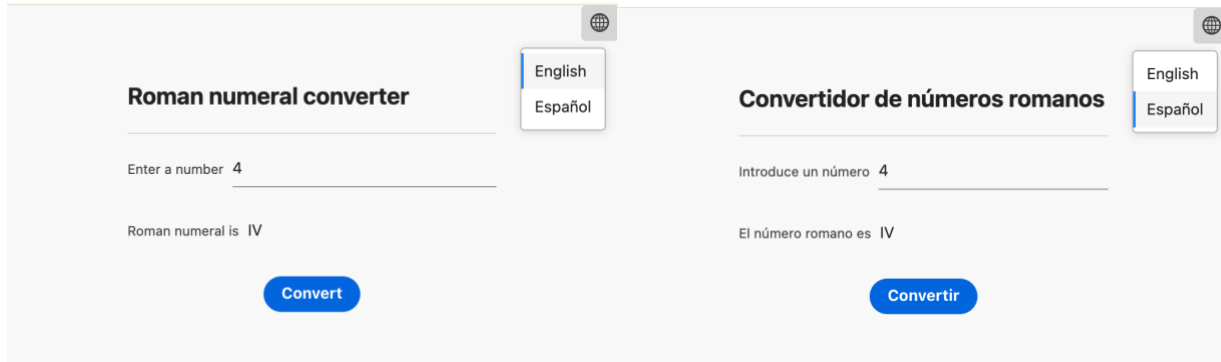 English
Español
Roman numeral converter
Enter a number 4
Roman numeral is IV
Convert
English
Español
Convertidor de números romanos
Introduce un número 4
El número romano es IV
Convertir